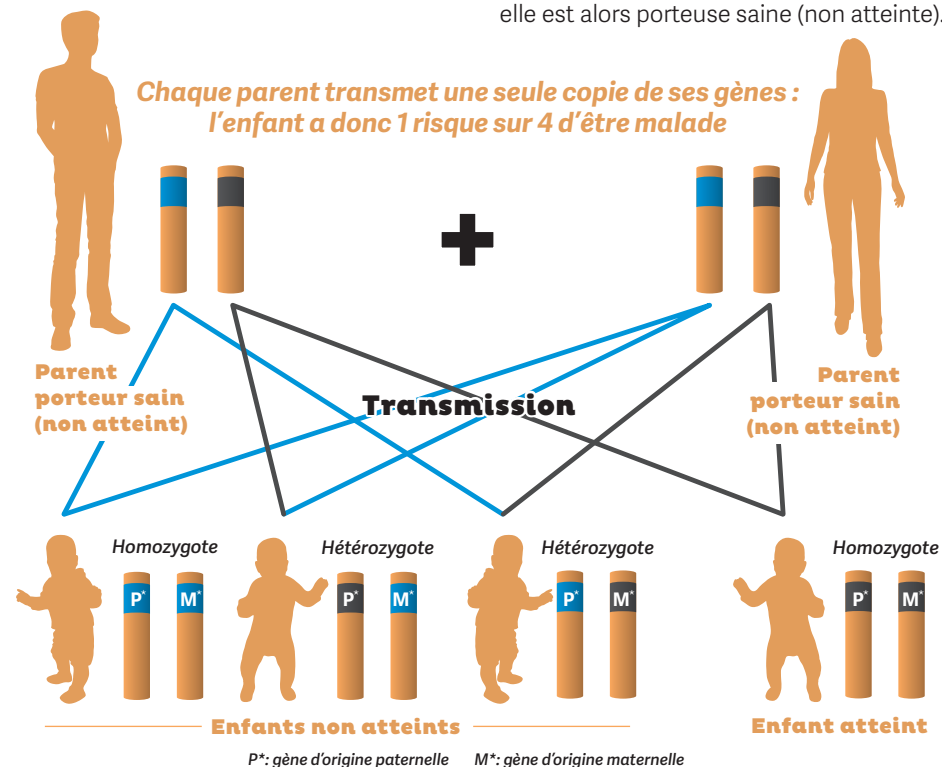 elle est alors porteuse saine (non atteinte).
Chaque parent transmet une seule copie de ses gènes :
l'enfant a donc 1 risque sur 4 d'être malade
Parent
porteur sain
(non atteint)
Transmission
Parent
porteur sain
(non atteint)
Homozygote
Hétérozygote
Hétérozygote
Homozygote
P* M* P* M* P* M* P* M*
Enfants non atteints
Enfant atteint
P*: gène d'origine paternelle M*: gène d'origine maternelle